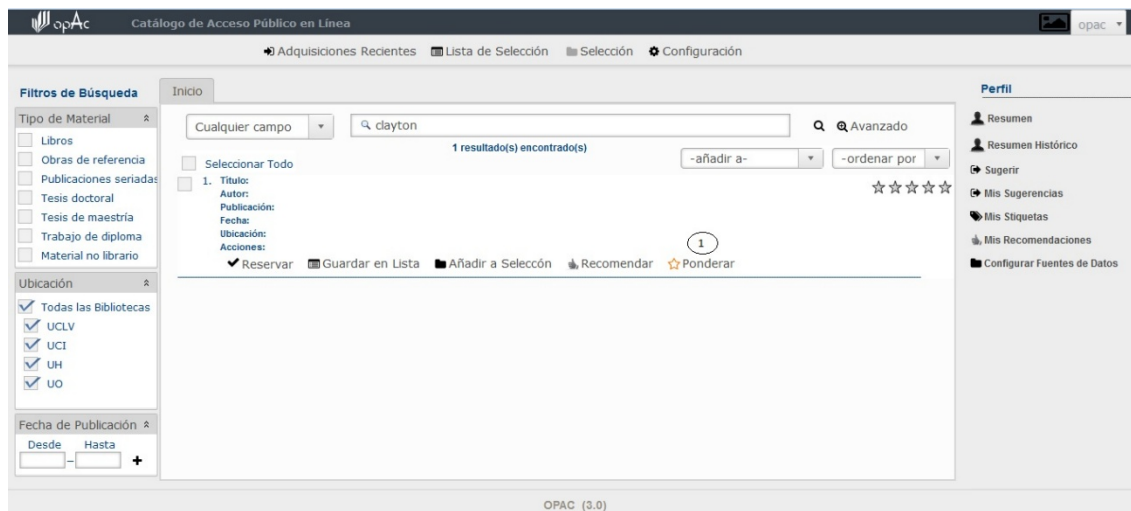 opAc Catálogo de Acceso Público en Línea opac
Adquisiciones Recientes Lista de Selección Selección Configuración
Filtros de Búsqueda
Tipo de Material
Libros
Obras de referencia
Publicaciones seriadas
Tesis doctoral
Tesis de maestría
Trabajo de diploma
Material no librario
Ubicación
Todas las Bibliotecas
UCLV
UCI
UH
UO
Fecha de Publicación
Desde Hasta
–
Inicio
Cualquier campo clayton Avanzado
1 resultado(s) encontrado(s)
Seleccionar Todo -añadir a- -ordenar por
1. Titulo:
Autor:
Publicación:
Fecha:
Ubicación:
Acciones:
1
Reservar Guardar en Lista Añadir a Seleccón Recomendar Ponderar
Perfil
Resumen
Resumen Histórico
Sugerir
Mis Sugerencias
Mis Stiquetas
Mis Recomendaciones
Configurar Fuentes de Datos
OPAC (3.0)